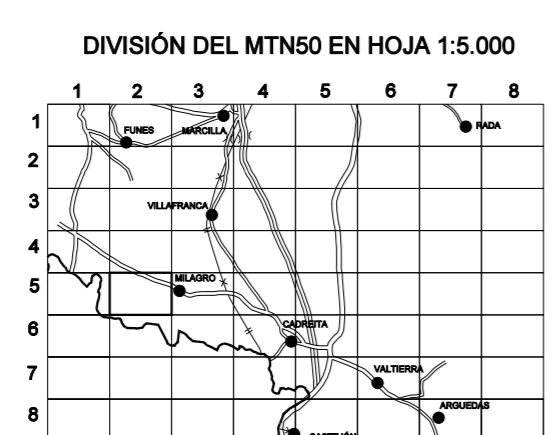 DIVISIÓN DEL MTN50 EN HOJA 1:5.000
1 2 3 4 5 6 7 8
1
FUNES
MARCILLA
RADA
2
3
VILLAFRANCA
4
5
MILAGRO
6
CADREITA
7
VALTIERRA
8
ARGUEDAS